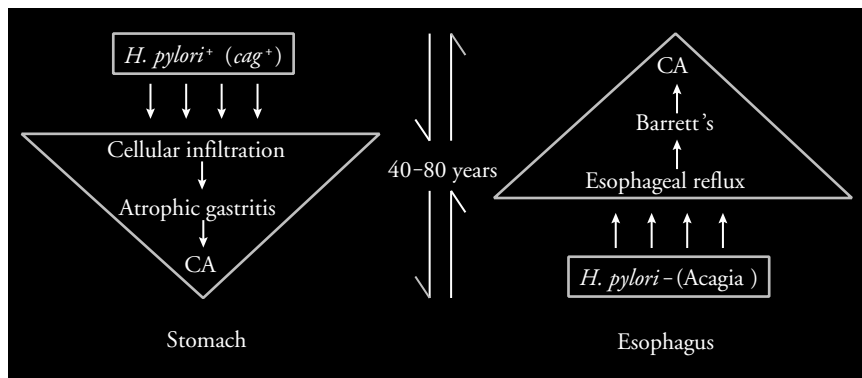 H. pylori⁺ (cag⁺)
Cellular infiltration
Atrophic gastritis
CA
Stomach
40–80 years
CA
Barrett's
Esophageal reflux
H. pylori – (Acagia )
Esophagus